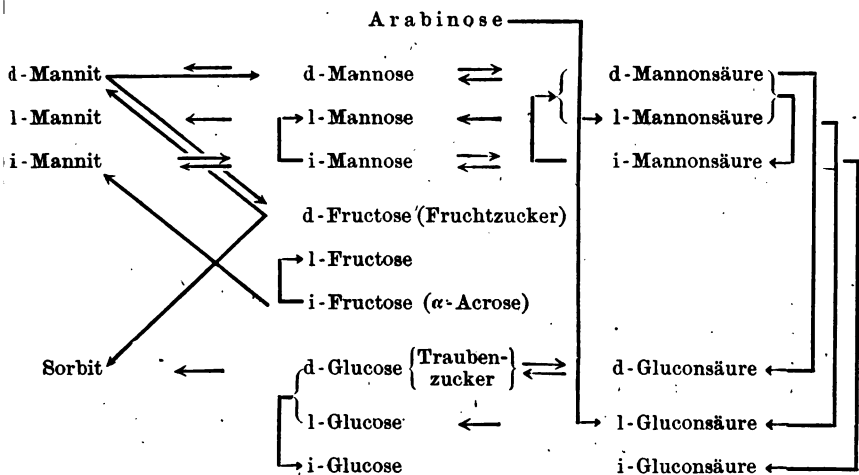 Arabinose
d-Mannit d-Mannose d-Mannonsäure
l-Mannit l-Mannose l-Mannonsäure
i-Mannit i-Mannose i-Mannonsäure
d-Fructose (Fruchtzucker)
l-Fructose
i-Fructose (α-Acrose)
Sorbit d-Glucose {Trauben-zucker} d-Gluconsäure
l-Glucose l-Gluconsäure
i-Glucose i-Gluconsäure